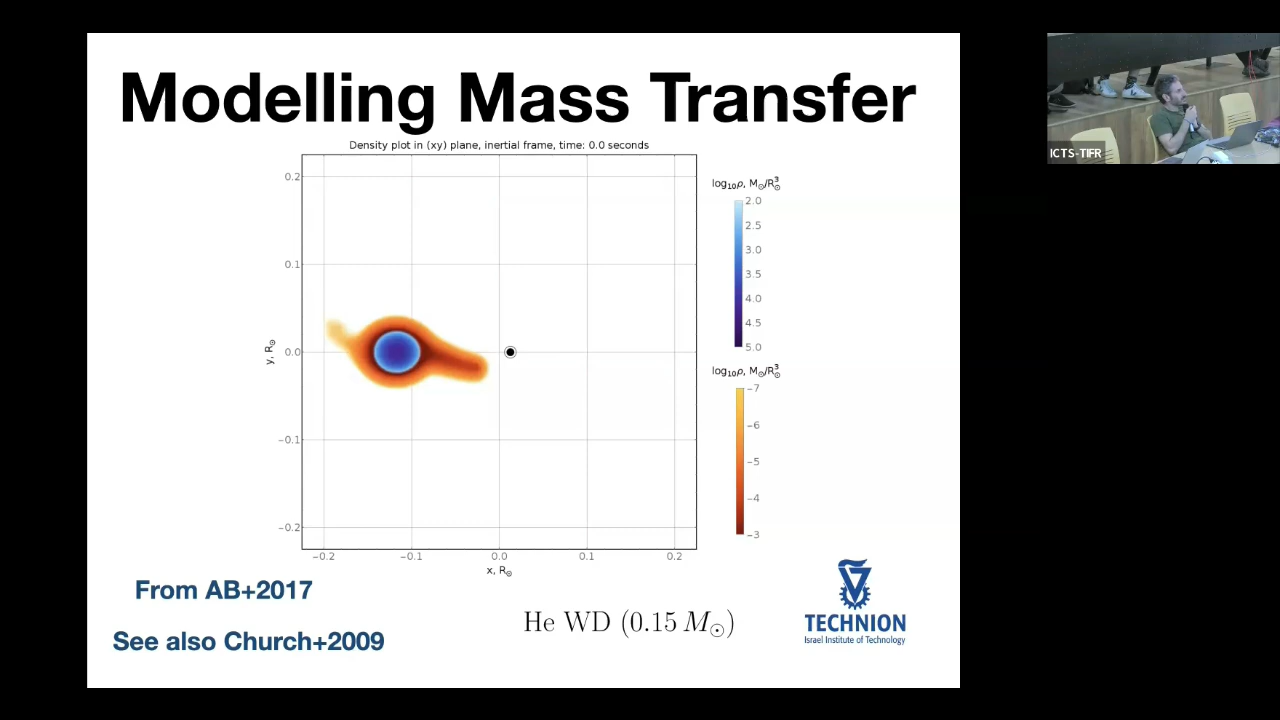 Modelling Mass Transfer
Density plot in (xy) plane, inertial frame, time: 0.0 seconds
0.2
0.1
0.0
−0.1
−0.2
y, R☉
−0.2
−0.1
0.0
0.1
0.2
x, R☉
log₁₀ρ, M☉/R☉³
2.0
2.5
3.0
3.5
4.0
4.5
5.0
log₁₀ρ, M☉/R☉³
−7
−6
−5
−4
−3
From AB+2017
See also Church+2009
He WD (0.15 M☉)
TECHNION
Israel Institute of Technology
ICTS-TIFR